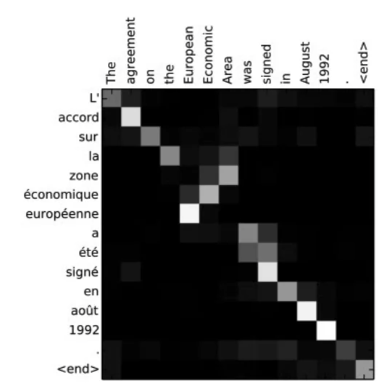 The agreement on the European Economic Area was signed in August 1992 . <end>
L'
accord
sur
la
zone
économique
européenne
a
été
signé
en
août
1992
.
<end>